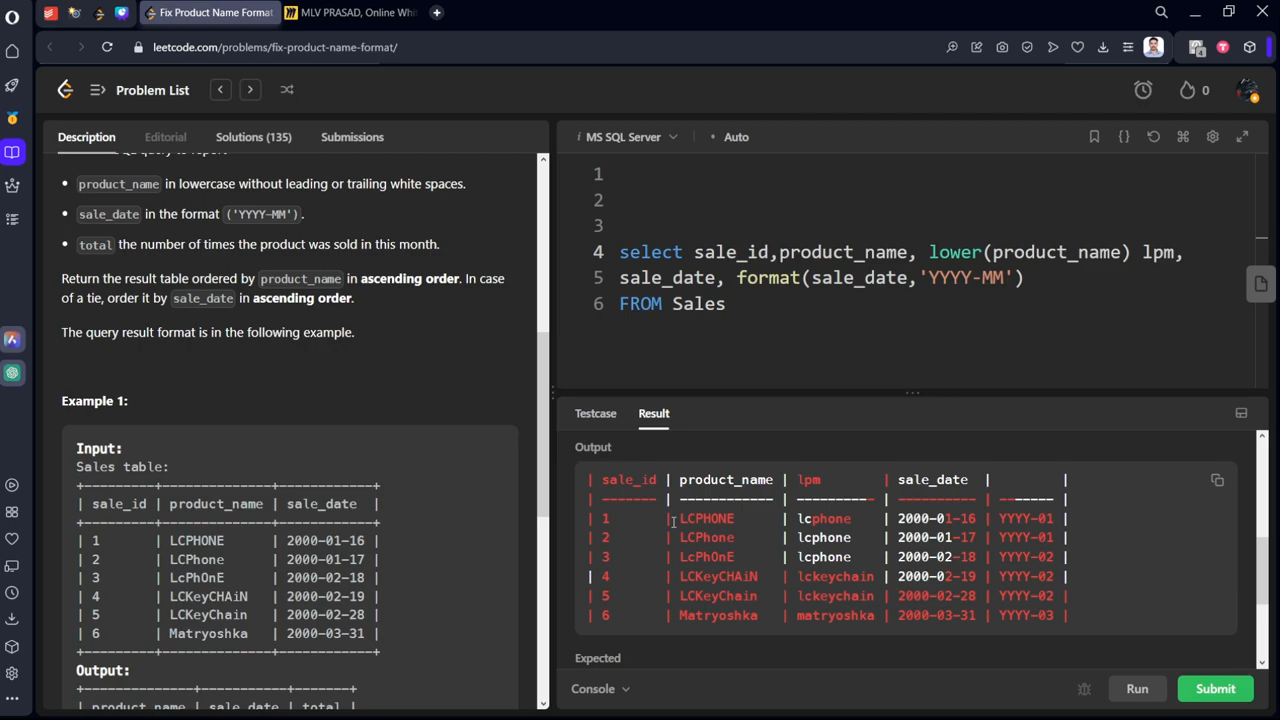 Fix Product Name Format
MLV PRASAD, Online Whi
leetcode.com/problems/fix-product-name-format/
Problem List
0
Description
Editorial
Solutions (135)
Submissions
product_name in lowercase without leading or trailing white spaces.
sale_date in the format ('YYYY-MM').
total the number of times the product was sold in this month.
Return the result table ordered by product_name in ascending order. In case
of a tie, order it by sale_date in ascending order.
The query result format is in the following example.
Example 1:
Input:
Sales table:
+---------+--------------+------------+
| sale_id | product_name | sale_date |
+---------+--------------+------------+
| 1 | LCPHONE | 2000-01-16 |
| 2 | LCPhone | 2000-01-17 |
| 3 | LcPhOnE | 2000-02-18 |
| 4 | LCKeyCHAiN | 2000-02-19 |
| 5 | LCKeyChain | 2000-02-28 |
| 6 | Matryoshka | 2000-03-31 |
+---------+--------------+------------+
Output:
+--------------+-----------+-------+
| product_name | sale_date | total |
i MS SQL Server
• Auto
1
2
3
4 select sale_id,product_name, lower(product_name) lpm,
5 sale_date, format(sale_date,'YYYY-MM')
6 FROM Sales
Testcase
Result
Output
| sale_id | product_name | lpm | sale_date | |
| ------- | ------------ | ---------- | ---------- | ------- |
| 1 | LCPHONE | lcphone | 2000-01-16 | YYYY-01 |
| 2 | LCPhone | lcphone | 2000-01-17 | YYYY-01 |
| 3 | LcPhOnE | lcphone | 2000-02-18 | YYYY-02 |
| 4 | LCKeyCHAiN | lckeychain | 2000-02-19 | YYYY-02 |
| 5 | LCKeyChain | lckeychain | 2000-02-28 | YYYY-02 |
| 6 | Matryoshka | matryoshka | 2000-03-31 | YYYY-03 |
Expected
Console
Run
Submit